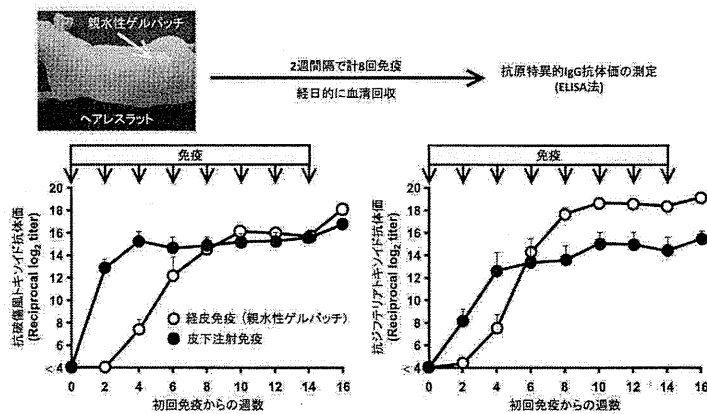 親水性ゲルパッチ
ヘアレスラット
2週間隔で計8回免疫
経日的に血清回収
抗原特異的IgG抗体価の測定
(ELISA法)
免疫
抗破傷風トキソイド抗体価
(Reciprocal log2 titer)
20
18
16
14
12
10
8
6
<4
経皮免疫（親水性ゲルパッチ）
皮下注射免疫
0 2 4 6 8 10 12 14 16
初回免疫からの週数
免疫
抗ジフテリアトキソイド抗体価
(Reciprocal log2 titer)
20
18
16
14
12
10
8
6
<4
0 2 4 6 8 10 12 14 16
初回免疫からの週数